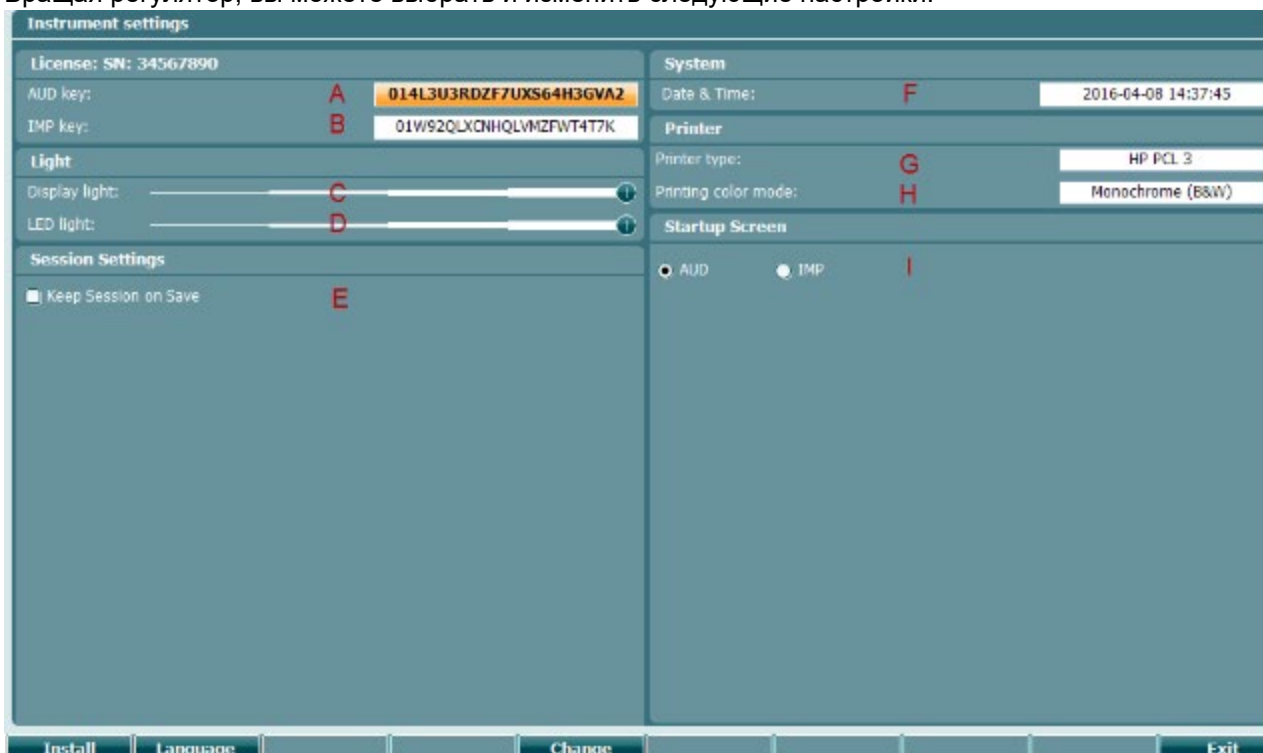 Вращая регулятор, вы можете выбрать и изменить следующие настройки:
Instrument settings
License: SN: 34567890
AUD key: A 014L3U3RDZF7UXS64H3GVA2
IMP key: B 01W92QLXCNHQLVMZFWT4T7K
Light
Display light: C
LED light: D
Session Settings
Keep Session on Save E
System
Date & Time: F 2016-04-08 14:37:45
Printer
Printer type: G HP PCL 3
Printing color mode: H Monochrome (B&W)
Startup Screen
AUD IMP I
Install Language Change Exit